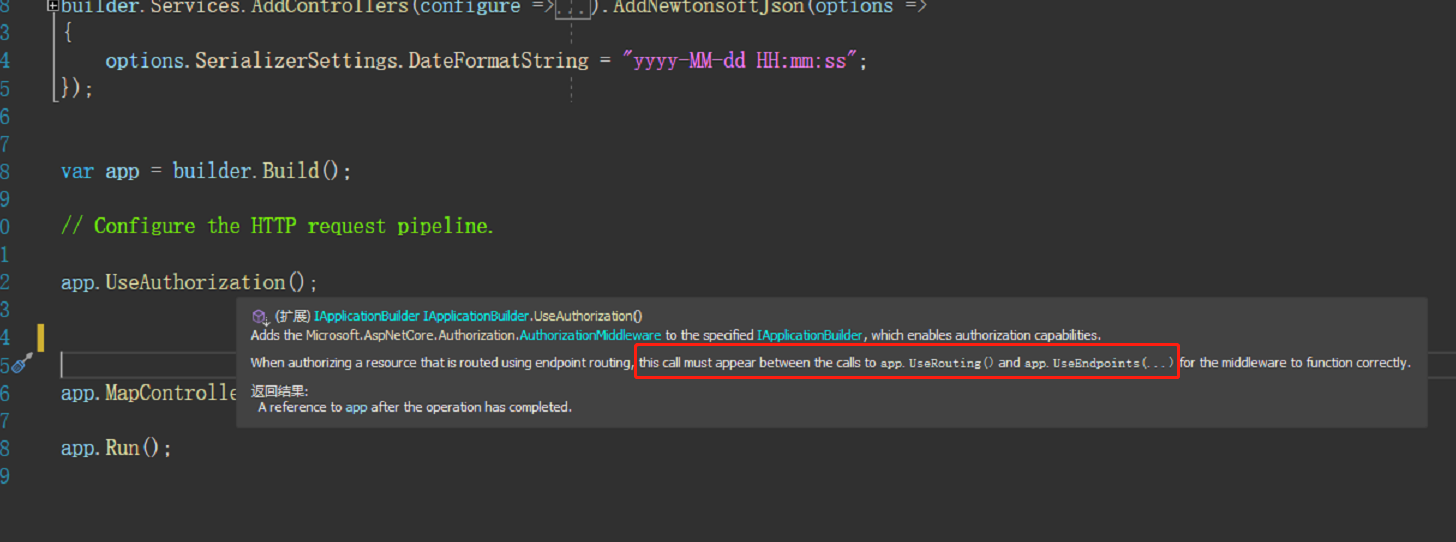 8 builder.Services.AddControllers(configure =>...).AddNewtonsoftJson(options =>
3 {
4 options.SerializerSettings.DateFormatString = "yyyy-MM-dd HH:mm:ss";
5 });
6
7
8 var app = builder.Build();
9
0 // Configure the HTTP request pipeline.
1
2 app.UseAuthorization();
3 (扩展) IApplicationBuilder IApplicationBuilder.UseAuthorization()
4 Adds the Microsoft.AspNetCore.Authorization.AuthorizationMiddleware to the specified IApplicationBuilder, which enables authorization capabilities.
5 When authorizing a resource that is routed using endpoint routing, this call must appear between the calls to app.UseRouting() and app.UseEndpoints(...) for the middleware to function correctly.
6 app.MapControlle 返回结果:
7 A reference to app after the operation has completed.
8 app.Run();
9